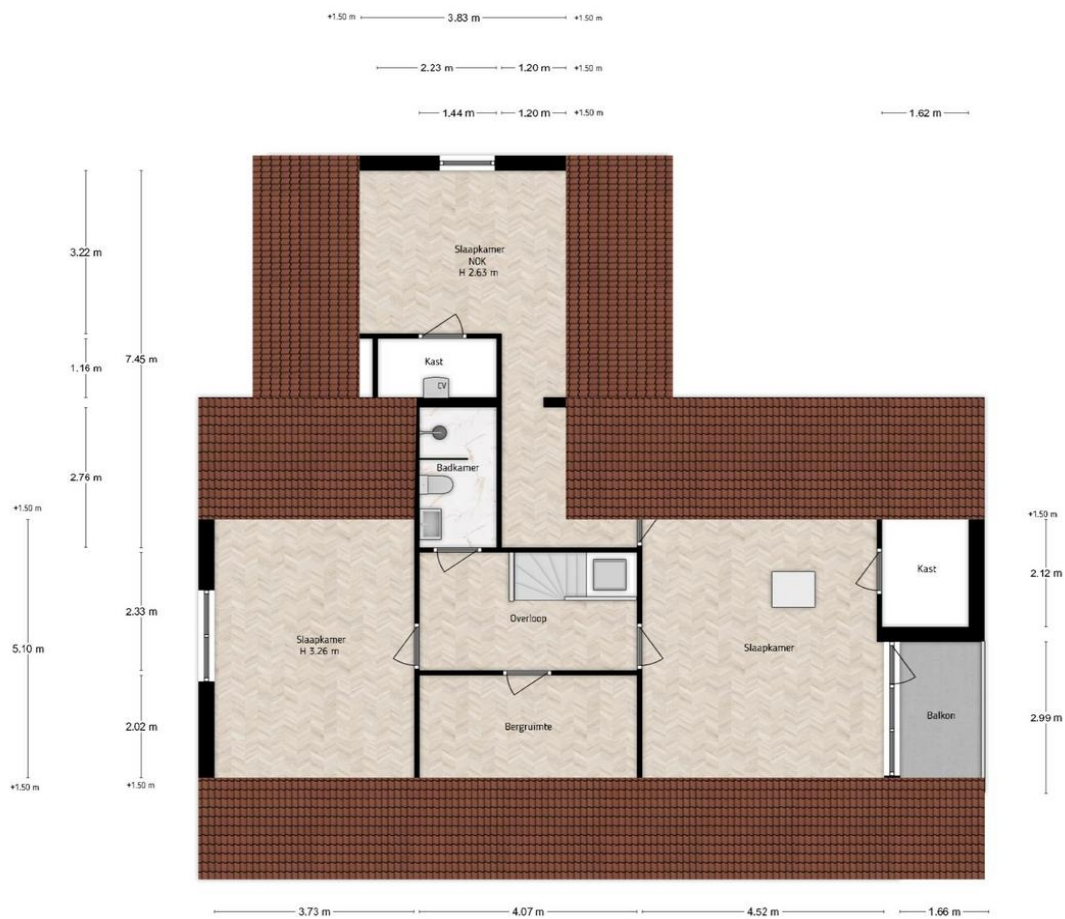 +1.50 m 3.83 m +1.50 m
2.23 m 1.20 m +1.50 m
1.44 m 1.20 m +1.50 m 1.62 m
3.22 m
Slaapkamer
NOK
H 2.63 m
7.45 m
1.16 m
Kast
CV
2.76 m
Badkamer
+1.50 m
+1.50 m
2.12 m
Kast
2.33 m
Overloop
5.10 m
Slaapkamer
H 3.26 m
Slaapkamer
2.02 m
Bergruimte
Balkon
2.99 m
+1.50 m
+1.50 m
3.73 m 4.07 m 4.52 m 1.66 m